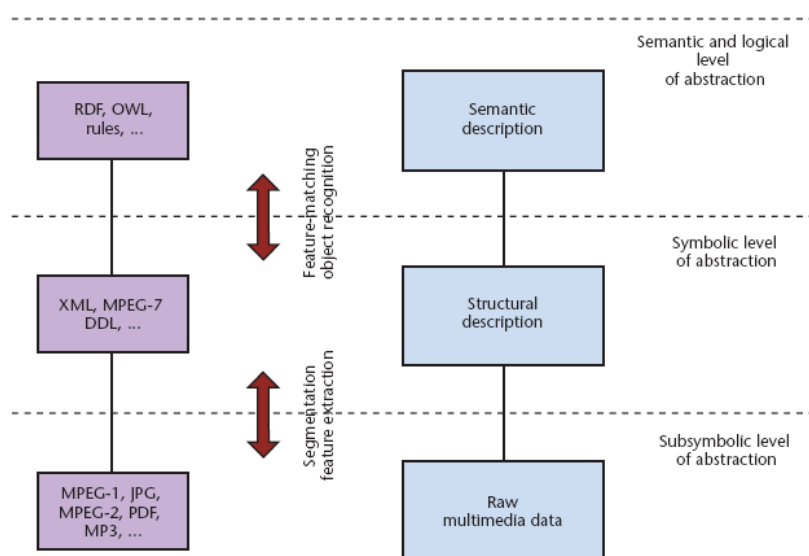 Semantic and logical
level
of abstraction
RDF, OWL,
rules, ...
Semantic
description
Feature-matching
object recognition
Symbolic level
of abstraction
XML, MPEG-7
DDL, ...
Structural
description
Segmentation
feature extraction
Subsymbolic level
of abstraction
MPEG-1, JPG,
MPEG-2, PDF,
MP3, ...
Raw
multimedia data